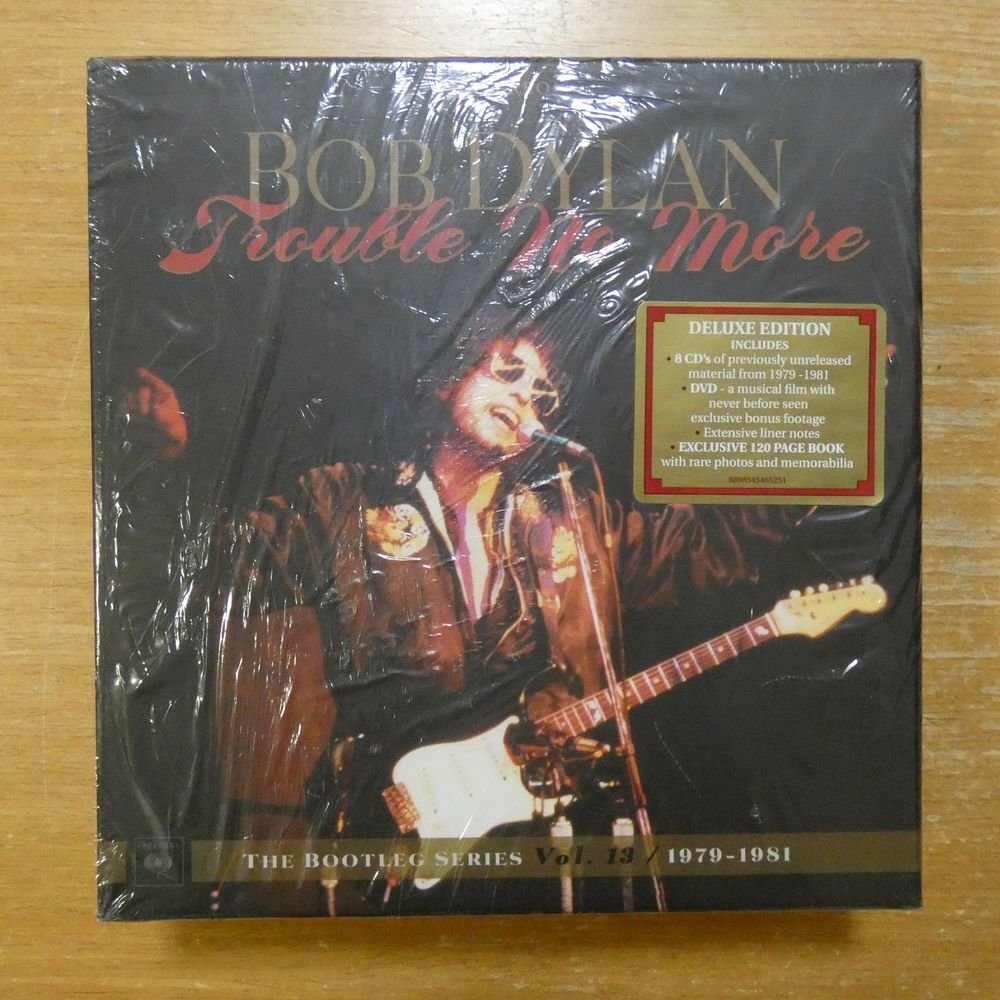 BOB DYLAN
Trouble No More
DELUXE EDITION
INCLUDES
• 8 CD's of previously unreleased
material from 1979 -1981
• DVD - a musical film with
never before seen
exclusive bonus footage
• Extensive liner notes
• EXCLUSIVE 120 PAGE BOOK
with rare photos and memorabilia
88985454652S1
COLUMBIA
THE BOOTLEG SERIES Vol. 13 / 1979-1981